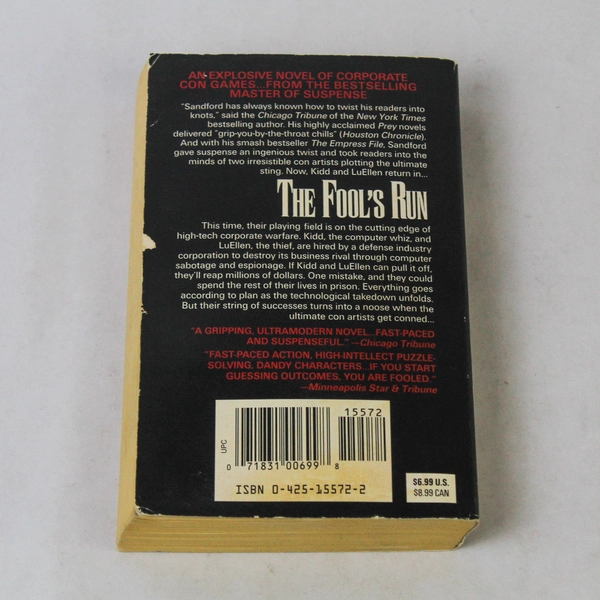 AN EXPLOSIVE NOVEL OF CORPORATE
CON GAMES...FROM THE BESTSELLING
MASTER OF SUSPENSE
"Sandford has always known how to twist his readers into
knots," said the Chicago Tribune of the New York Times
bestselling author. His highly acclaimed Prey novels
delivered "grip-you-by-the-throat chills" (Houston Chronicle).
And with his smash bestseller The Empress File, Sandford
gave suspense an ingenious twist and took readers into the
minds of two irresistible con artists plotting the ultimate
sting. Now, Kidd and LuEllen return in...
THE FOOL'S RUN
This time, their playing field is on the cutting edge of
high-tech corporate warfare. Kidd, the computer whiz, and
LuEllen, the thief, are hired by a defense industry
corporation to destroy its business rival through computer
sabotage and espionage. If Kidd and LuEllen can pull it off,
they'll reap millions of dollars. One mistake, and they could
spend the rest of their lives in prison. Everything goes
according to plan as the technological takedown unfolds.
But their string of successes turns into a noose when the
ultimate con artists get conned...
"A GRIPPING, ULTRAMODERN NOVEL...FAST-PACED
AND SUSPENSEFUL." —Chicago Tribune
"FAST-PACED ACTION, HIGH-INTELLECT PUZZLE-
SOLVING, DANDY CHARACTERS...IF YOU START
GUESSING OUTCOMES, YOU ARE FOOLED."
—Minneapolis Star & Tribune
15572
UPC
0 71831 00699 8
ISBN 0-425-15572-2
$6.99 U.S.
$8.99 CAN